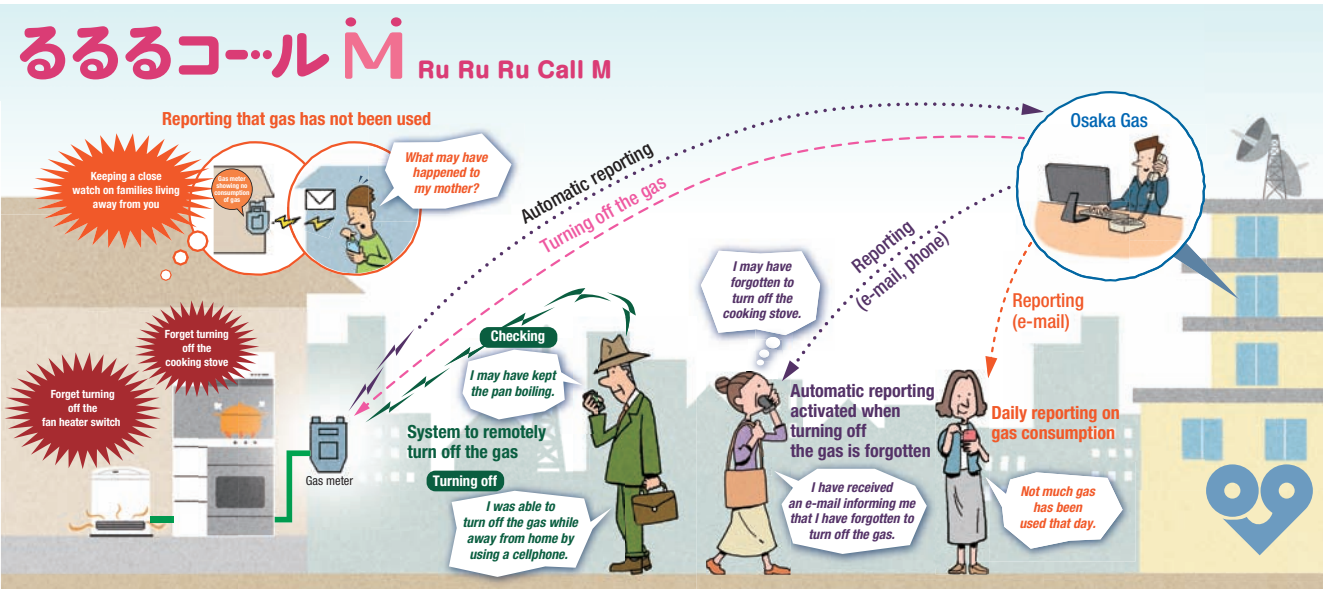 るるるコール M Ru Ru Ru Call M
Reporting that gas has not been used
Keeping a close
watch on families living
away from you
Gas meter
showing no
consumption
of gas
What may have
happened to
my mother?
Automatic reporting
Turning off the gas
Osaka Gas
Reporting
(e-mail, phone)
Reporting
(e-mail)
Forget turning
off the
cooking stove
Forget turning
off the
fan heater switch
Gas meter
Checking
I may have kept
the pan boiling.
System to remotely
turn off the gas
Turning off
I was able to
turn off the gas while
away from home by
using a cellphone.
I may have
forgotten to
turn off the
cooking stove.
Automatic reporting
activated when
turning off
the gas is forgotten
I have received
an e-mail informing me
that I have forgotten to
turn off the gas.
Daily reporting on
gas consumption
Not much gas
has been
used that day.